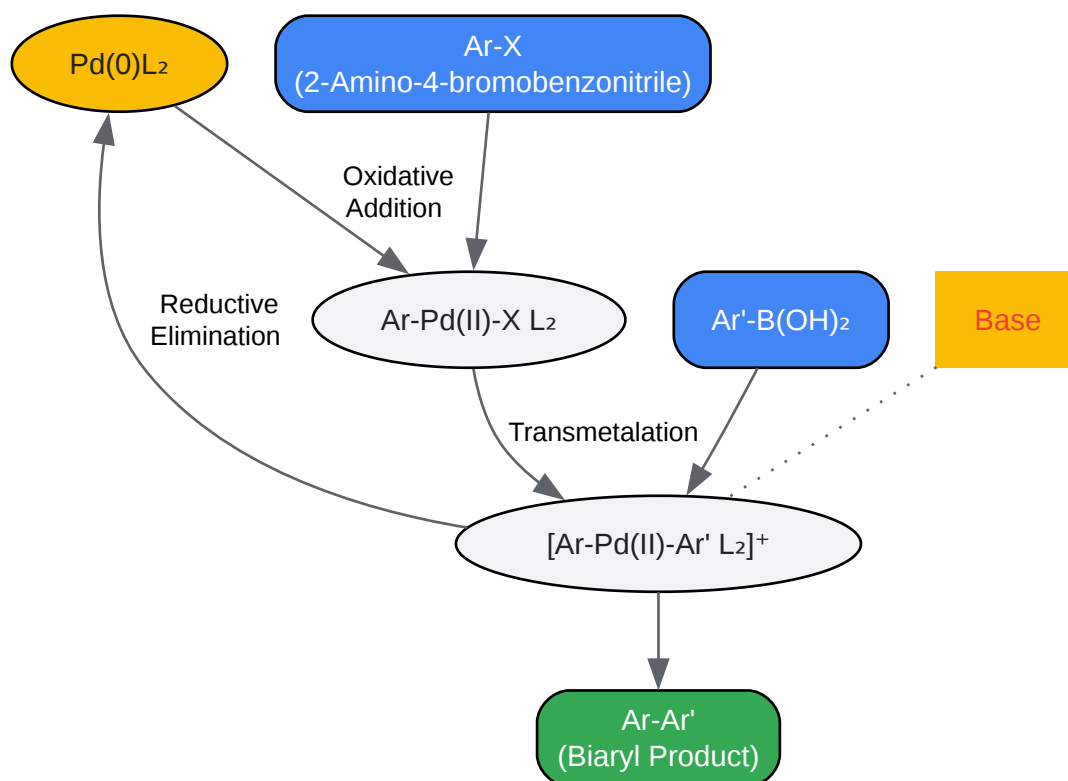 Pd(0)L₂
Ar-X
(2-Amino-4-bromobenzonitrile)
Oxidative
Addition
Reductive
Elimination
Ar-Pd(II)-X L₂
Ar'-B(OH)₂
Base
Transmetalation
[Ar-Pd(II)-Ar' L₂]⁺
Ar-Ar'
(Biaryl Product)